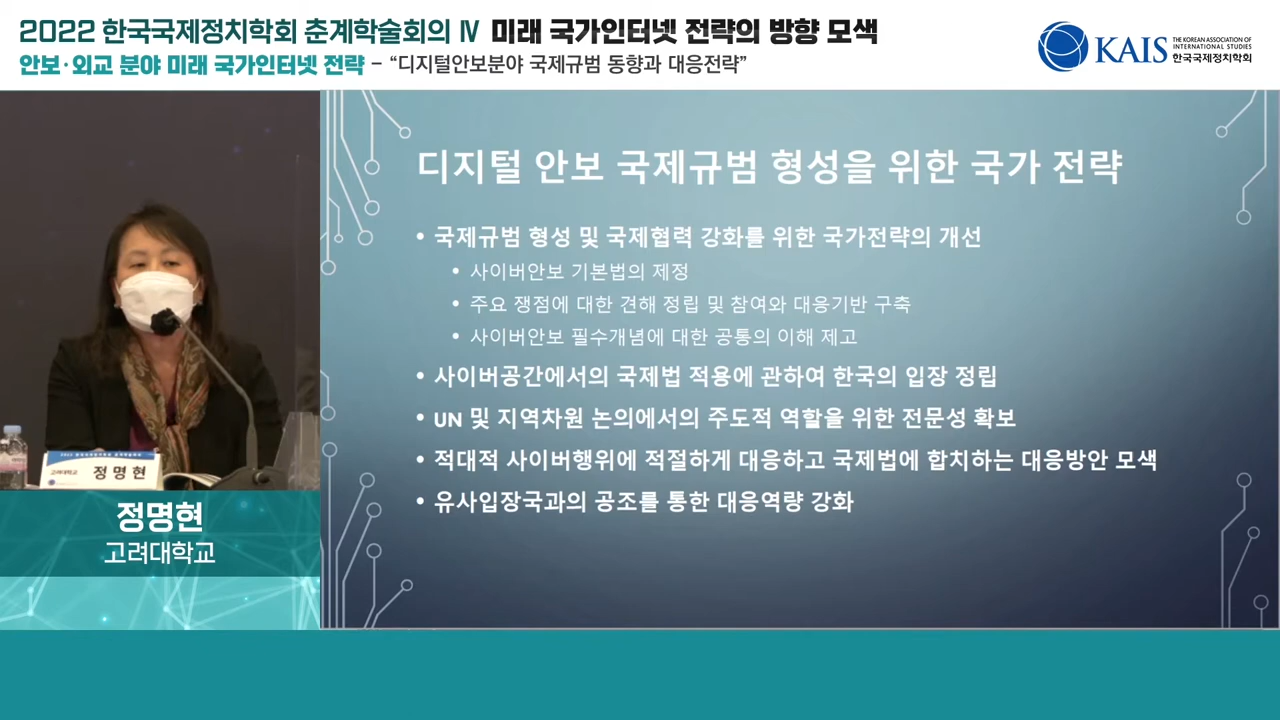 2022 한국국제정치학회 춘계학술회의 Ⅳ 미래 국가인터넷 전략의 방향 모색
안보·외교 분야 미래 국가인터넷 전략 – “디지털안보분야 국제규범 동향과 대응전략”
KAIS
THE KOREAN ASSOCIATION OF
INTERNATIONAL STUDIES
한국국제정치학회
디지털 안보 국제규범 형성을 위한 국가 전략
• 국제규범 형성 및 국제협력 강화를 위한 국가전략의 개선
• 사이버안보 기본법의 제정
• 주요 쟁점에 대한 견해 정립 및 참여와 대응기반 구축
• 사이버안보 필수개념에 대한 공통의 이해 제고
• 사이버공간에서의 국제법 적용에 관하여 한국의 입장 정립
• UN 및 지역차원 논의에서의 주도적 역할을 위한 전문성 확보
• 적대적 사이버행위에 적절하게 대응하고 국제법에 합치하는 대응방안 모색
• 유사입장국과의 공조를 통한 대응역량 강화
고려대학교 정명현
정명현
고려대학교